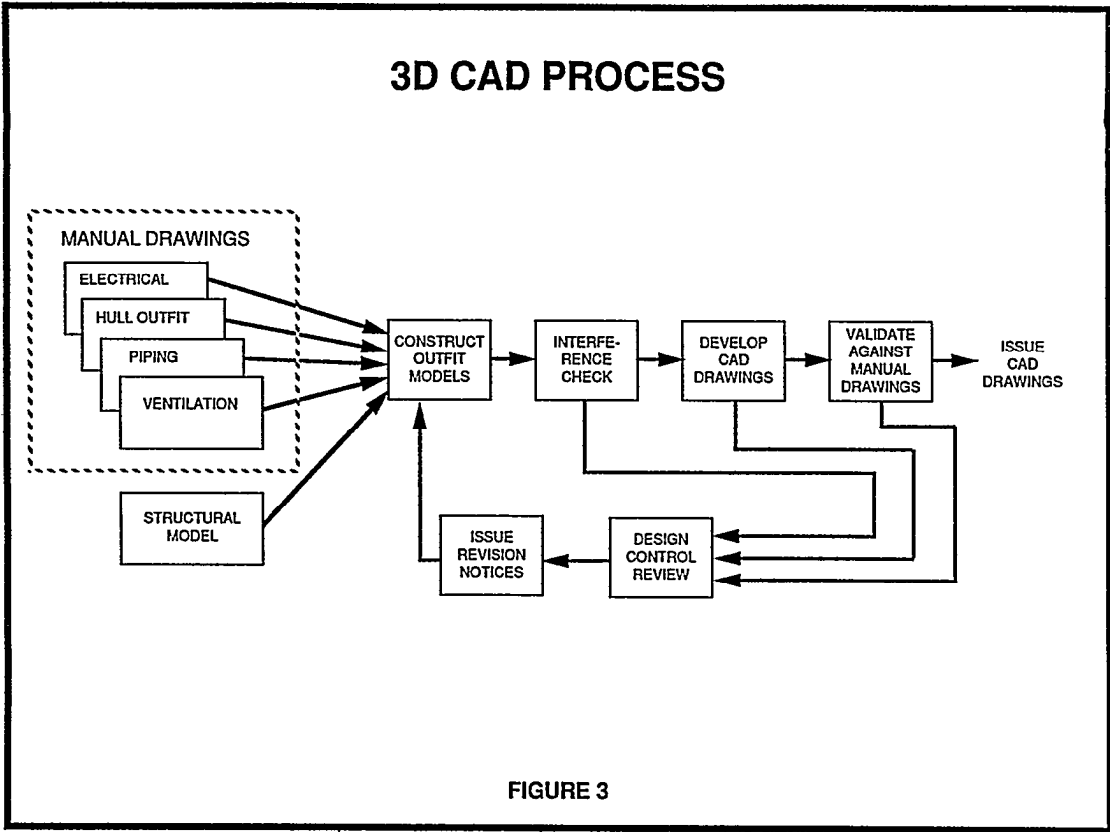 3D CAD PROCESS
MANUAL DRAWINGS
ELECTRICAL
HULL OUTFIT
PIPING
VENTILATION
STRUCTURAL
MODEL
CONSTRUCT
OUTFIT
MODELS
INTERFE-
RENCE
CHECK
DEVELOP
CAD
DRAWINGS
VALIDATE
AGAINST
MANUAL
DRAWINGS
ISSUE
CAD
DRAWINGS
ISSUE
REVISION
NOTICES
DESIGN
CONTROL
REVIEW
FIGURE 3